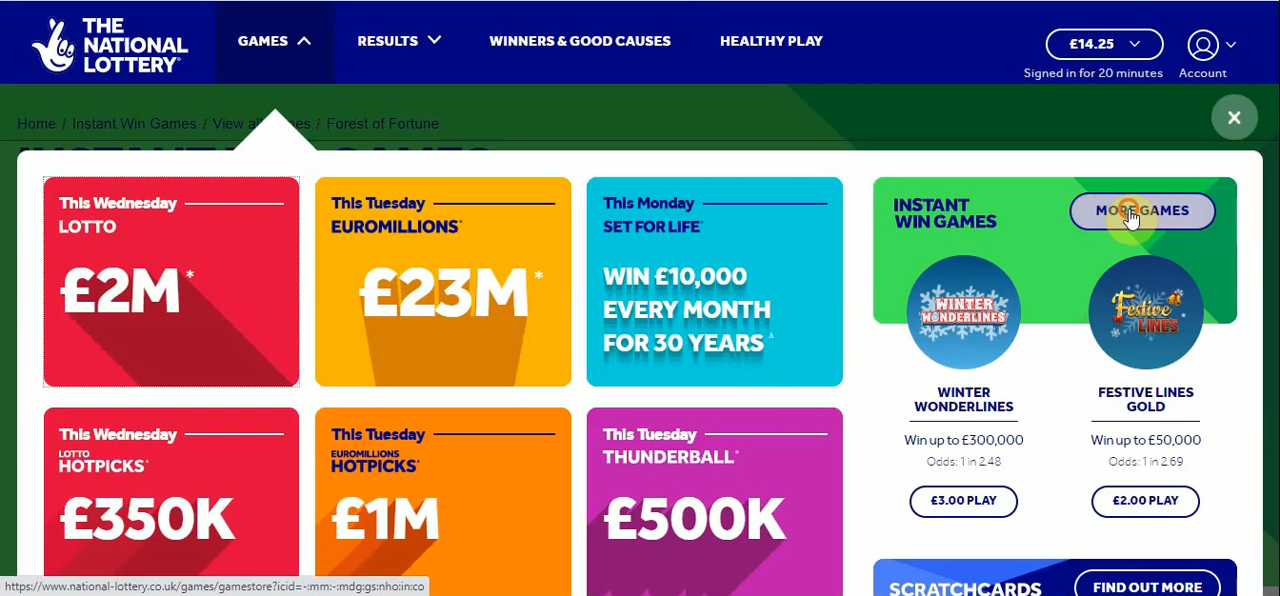 THE
NATIONAL
LOTTERY®
GAMES
RESULTS
WINNERS & GOOD CAUSES
HEALTHY PLAY
£14.25
Signed in for 20 minutes
Account
Home / Instant Win Games / View all games / Forest of Fortune
This Wednesday
LOTTO
£2M*
This Tuesday
EUROMILLIONS®
£23M*
This Monday
SET FOR LIFE
WIN £10,000
EVERY MONTH
FOR 30 YEARS
INSTANT
WIN GAMES
MORE GAMES
WINTER
WONDERLINES
Festive
LINES
WINTER
WONDERLINES
Win up to £300,000
Odds: 1 in 2.48
£3.00 PLAY
FESTIVE LINES
GOLD
Win up to £50,000
Odds: 1 in 2.69
£2.00 PLAY
This Wednesday
LOTTO
HOTPICKS®
£350K
This Tuesday
EUROMILLIONS
HOTPICKS®
£1M
This Tuesday
THUNDERBALL®
£500K
SCRATCHCARDS
FIND OUT MORE
https://www.national-lottery.co.uk/games/gamestore?icid=-:mm:-:mdg:gs:nho:in:co